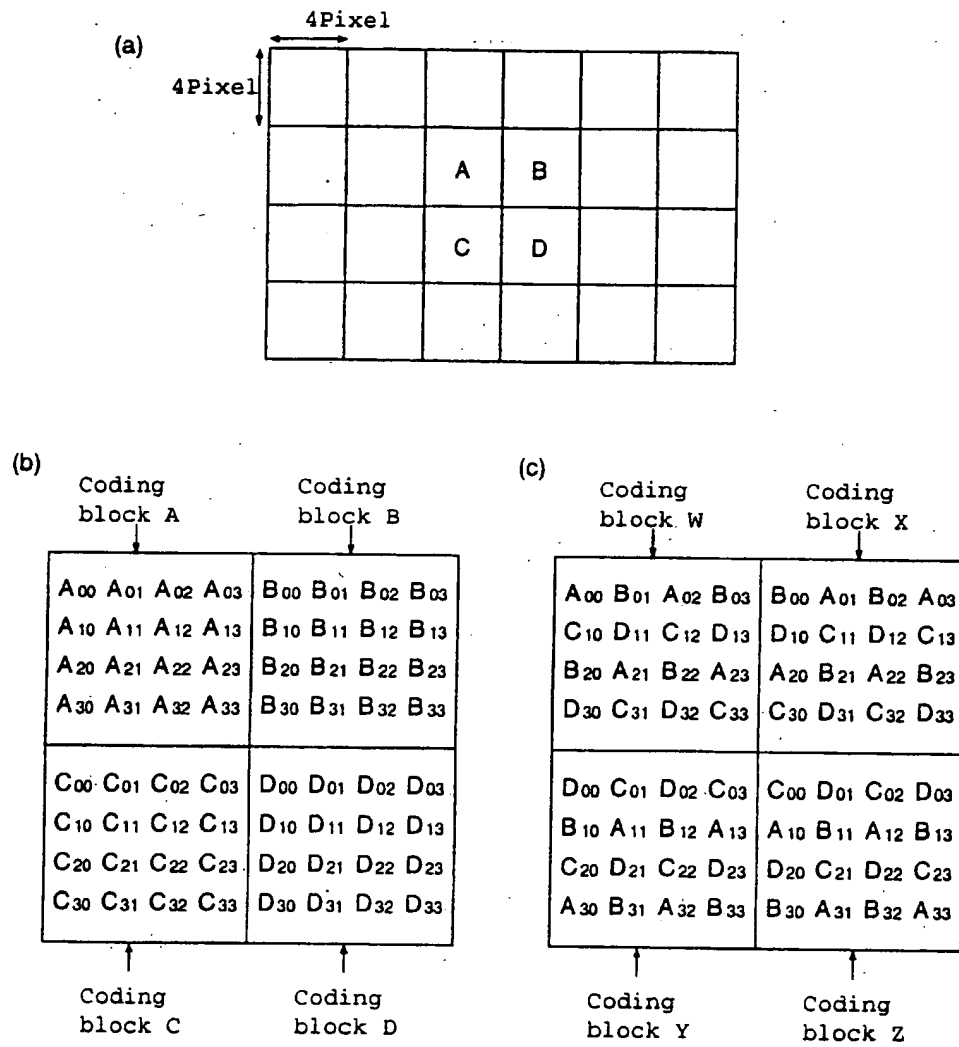 (a)
4Pixel
4Pixel
A B
C D
(b)
Coding block A
Coding block B
A00 A01 A02 A03 B00 B01 B02 B03
A10 A11 A12 A13 B10 B11 B12 B13
A20 A21 A22 A23 B20 B21 B22 B23
A30 A31 A32 A33 B30 B31 B32 B33
C00 C01 C02 C03 D00 D01 D02 D03
C10 C11 C12 C13 D10 D11 D12 D13
C20 C21 C22 C23 D20 D21 D22 D23
C30 C31 C32 C33 D30 D31 D32 D33
Coding block C
Coding block D
(c)
Coding block W
Coding block X
A00 B01 A02 B03 B00 A01 B02 A03
C10 D11 C12 D13 D10 C11 D12 C13
B20 A21 B22 A23 A20 B21 A22 B23
D30 C31 D32 C33 C30 D31 C32 D33
D00 C01 D02 C03 C00 D01 C02 D03
B10 A11 B12 A13 A10 B11 A12 B13
C20 D21 C22 D23 D20 C21 D22 C23
A30 B31 A32 B33 B30 A31 B32 A33
Coding block Y
Coding block Z